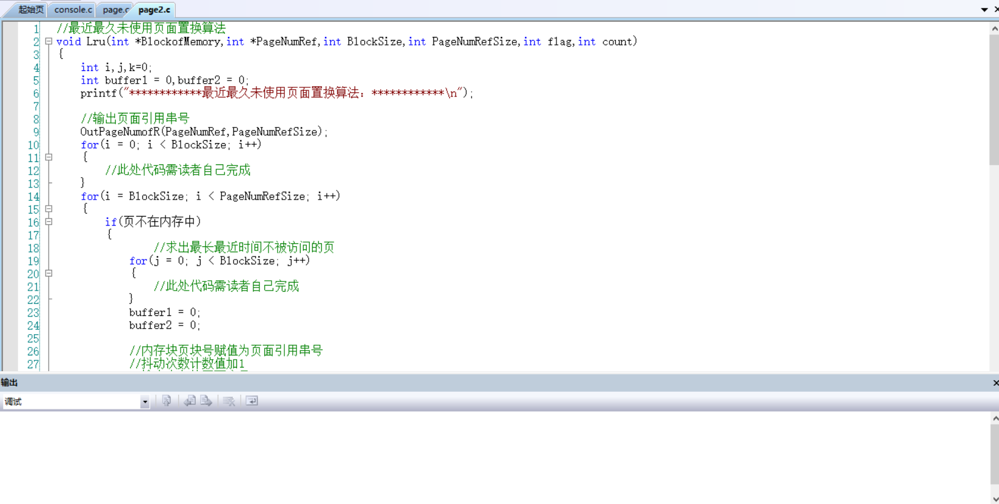 起始页 console.c page.c page2.c
1 //最近最久未使用页面置换算法
2 void Lru(int *BlockofMemory,int *PageNumRef,int BlockSize,int PageNumRefSize,int flag,int count)
3 {
4 int i,j,k=0;
5 int buffer1 = 0,buffer2 = 0;
6 printf("************最近最久未使用页面置换算法: ************\n");
7
8 //输出页面引用串号
9 OutPageNumofR(PageNumRef,PageNumRefSize);
10 for(i = 0; i < BlockSize; i++)
11 {
12 //此处代码需读者自己完成
13 }
14 for(i = BlockSize; i < PageNumRefSize; i++)
15 {
16 if(页不在内存中)
17 {
18 //求出最长最近时间不被访问的页
19 for(j = 0; j < BlockSize; j++)
20 {
21 //此处代码需读者自己完成
22 }
23 buffer1 = 0;
24 buffer2 = 0;
25
26 //内存块页块号赋值为页面引用串号
27 //抖动次数计数值加1
输出
调试